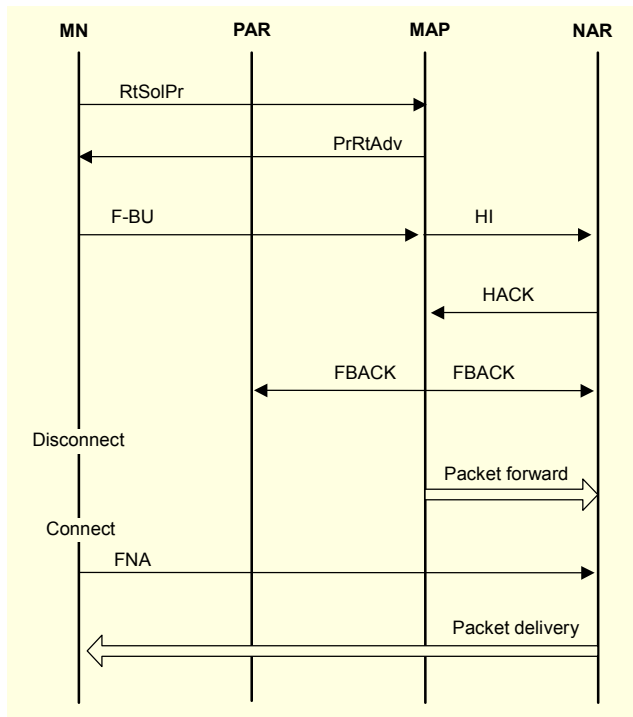 MN PAR MAP NAR
RtSolPr
PrRtAdv
F-BU HI
HACK
FBACK FBACK
Disconnect
Packet forward
Connect
FNA
Packet delivery